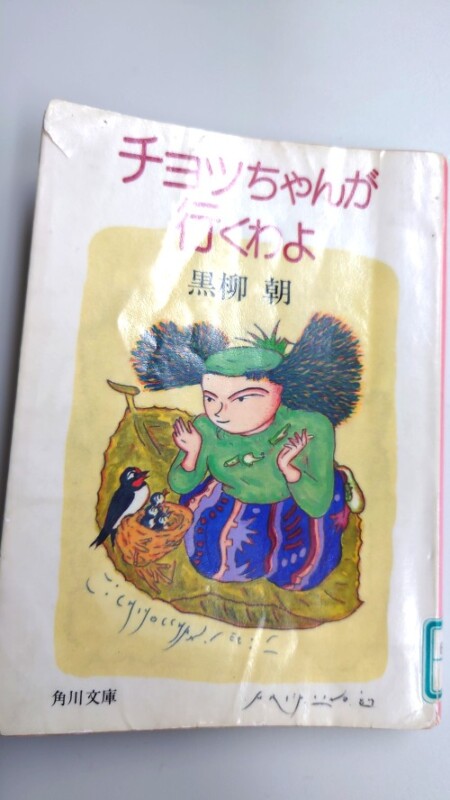 チョッちゃんが
行くわよ
黒柳 朝
角川文庫